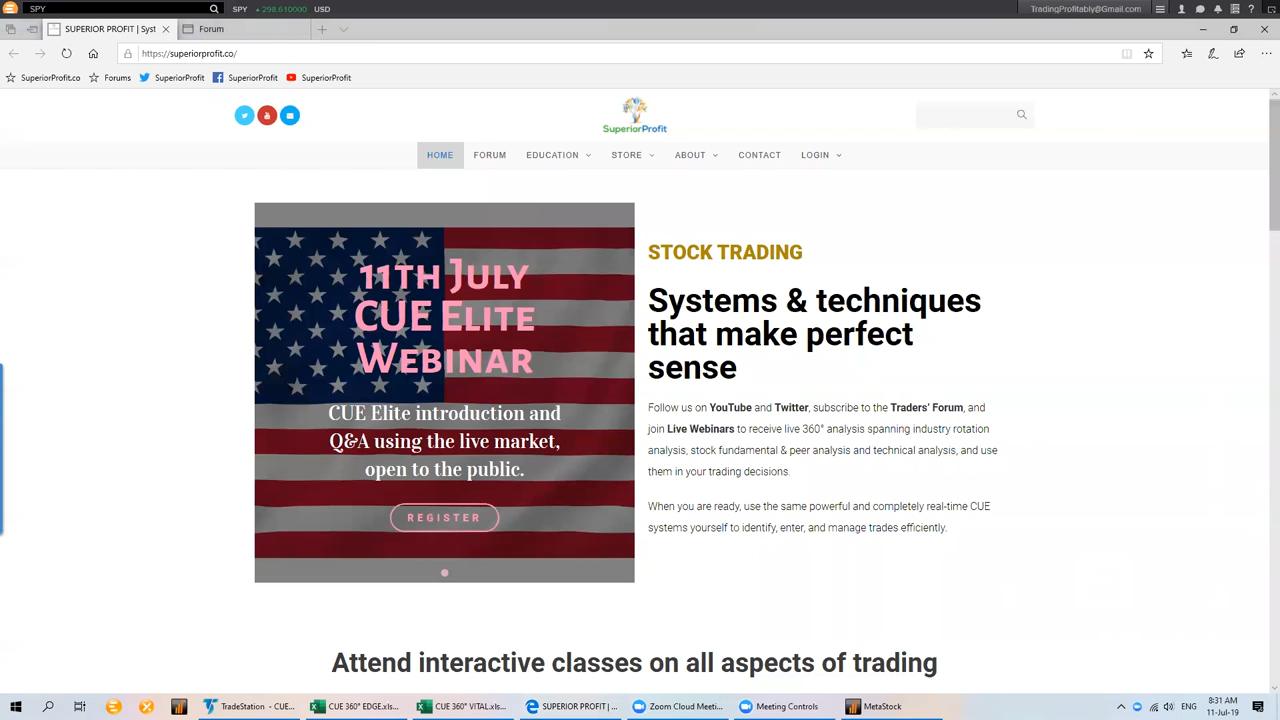 SPY
SPY 298.610000 USD
TradingProfitably@Gmail.com
SUPERIOR PROFIT | Syst
Forum
https://superiorprofit.co/
SuperiorProfit.co
Forums
SuperiorProfit
SuperiorProfit
SuperiorProfit
SuperiorProfit
HOME
FORUM
EDUCATION
STORE
ABOUT
CONTACT
LOGIN
11TH JULY
CUE ELITE
WEBINAR
CUE Elite introduction and
Q&A using the live market,
open to the public.
REGISTER
STOCK TRADING
Systems & techniques
that make perfect
sense
Follow us on YouTube and Twitter, subscribe to the Traders' Forum, and
join Live Webinars to receive live 360° analysis spanning industry rotation
analysis, stock fundamental & peer analysis and technical analysis, and use
them in your trading decisions.
When you are ready, use the same powerful and completely real-time CUE
systems yourself to identify, enter, and manage trades efficiently.
Attend interactive classes on all aspects of trading
TradeStation - CUE...
CUE 360° EDGE.xls...
CUE 360° VITAL.xls...
SUPERIOR PROFIT | ...
Zoom Cloud Meeti...
Meeting Controls
MetaStock
ENG
8:31 AM
11-Jul-19